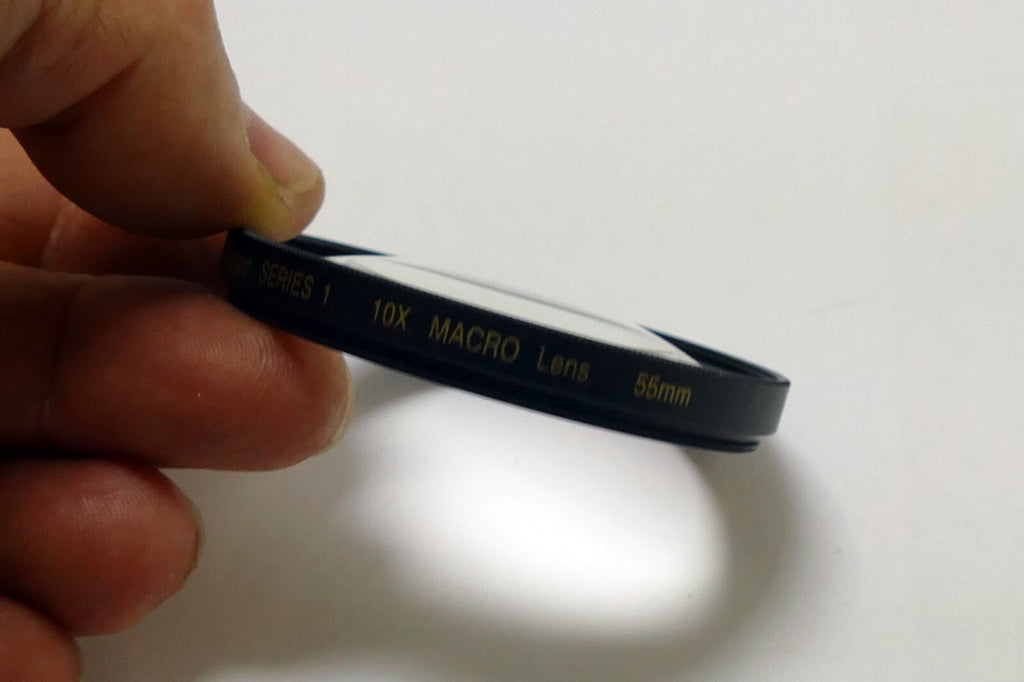 SERIES 1 10X MACRO Lens 55mm